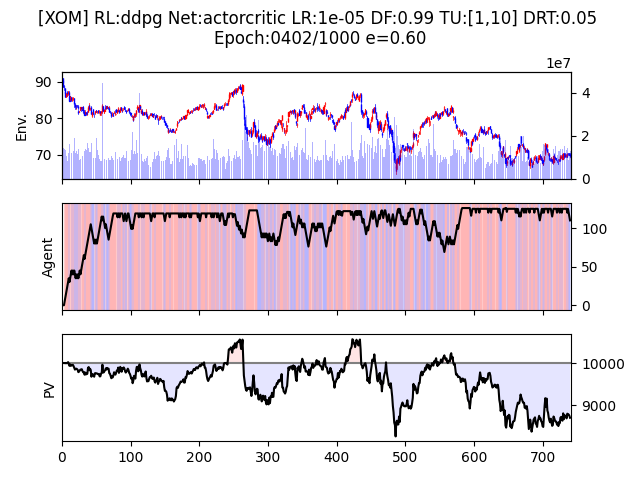 [XOM] RL:ddpg Net:actorcritic LR:1e-05 DF:0.99 TU:[1,10] DRT:0.05
Epoch:0402/1000 e=0.60
1e7
90
80
70
Env.
4
2
0
Agent
100
50
0
PV
10000
9000
0 100 200 300 400 500 600 700